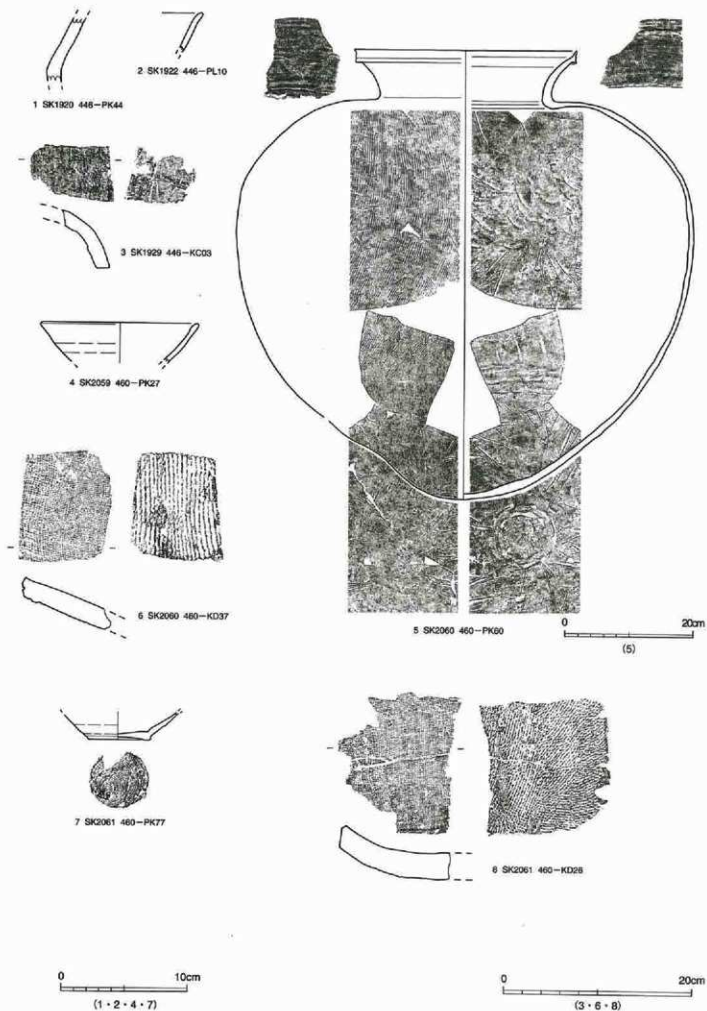 1 SK1920 446-PK44
2 SK1922 446-PL10
3 SK1929 446-KC03
4 SK2059 460-PK27
5 SK2060 460-PK60
0 20cm
(5)
6 SK2060 460-KD37
7 SK2061 460-PK77
8 SK2061 460-KD26
0 10cm
(1・2・4・7)
0 20cm
(3・6・8)